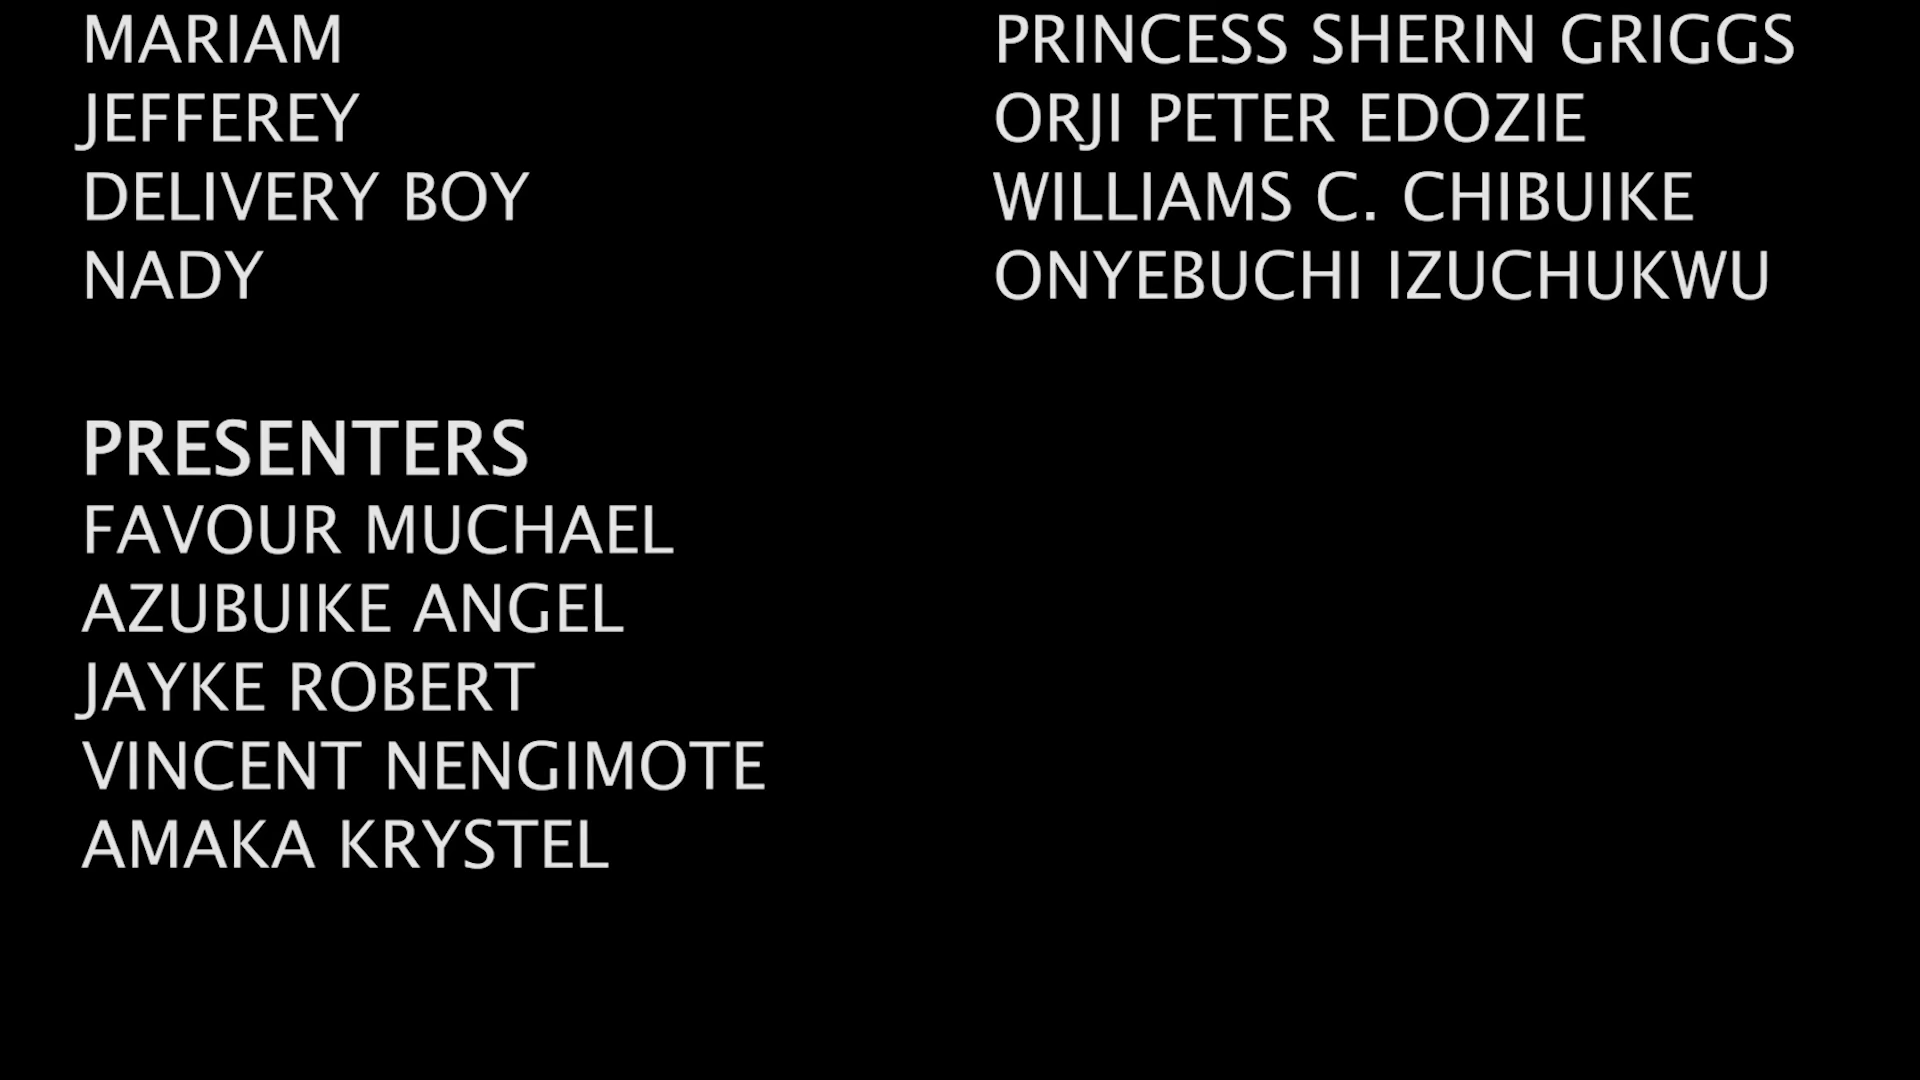 MARIAM PRINCESS SHERIN GRIGGS
JEFFEREY ORJI PETER EDOZIE
DELIVERY BOY WILLIAMS C. CHIBUIKE
NADY ONYEBUCHI IZUCHUKWU
PRESENTERS
FAVOUR MUCHAEL
AZUBUIKE ANGEL
JAYKE ROBERT
VINCENT NENGIMOTE
AMAKA KRYSTEL